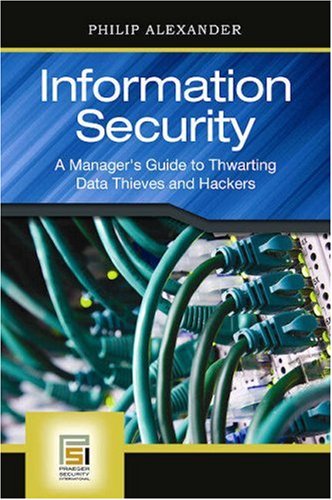 PHILIP ALEXANDER
Information
Security
A Manager's Guide to Thwarting
Data Thieves and Hackers
PSI
PRAEGER
SECURITY
INTERNATIONAL